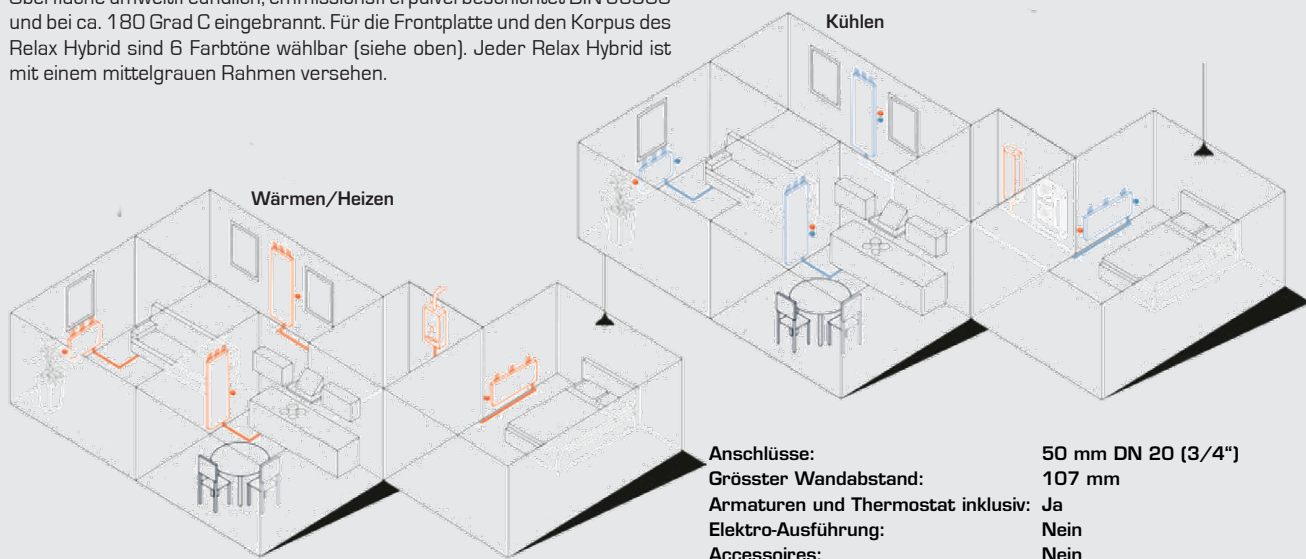 und bei ca. 180 Grad C eingebrannt. Für die Frontplatte und den Korpus des
Relax Hybrid sind 6 Farbtöne wählbar (siehe oben). Jeder Relax Hybrid ist
mit einem mittelgrauen Rahmen versehen.
Kühlen
Wärmen/Heizen
Anschlüsse: 50 mm DN 20 (3/4“)
Grösster Wandabstand: 107 mm
Armaturen und Thermostat inklusiv: Ja
Elektro-Ausführung: Nein
Accessoires: Nein